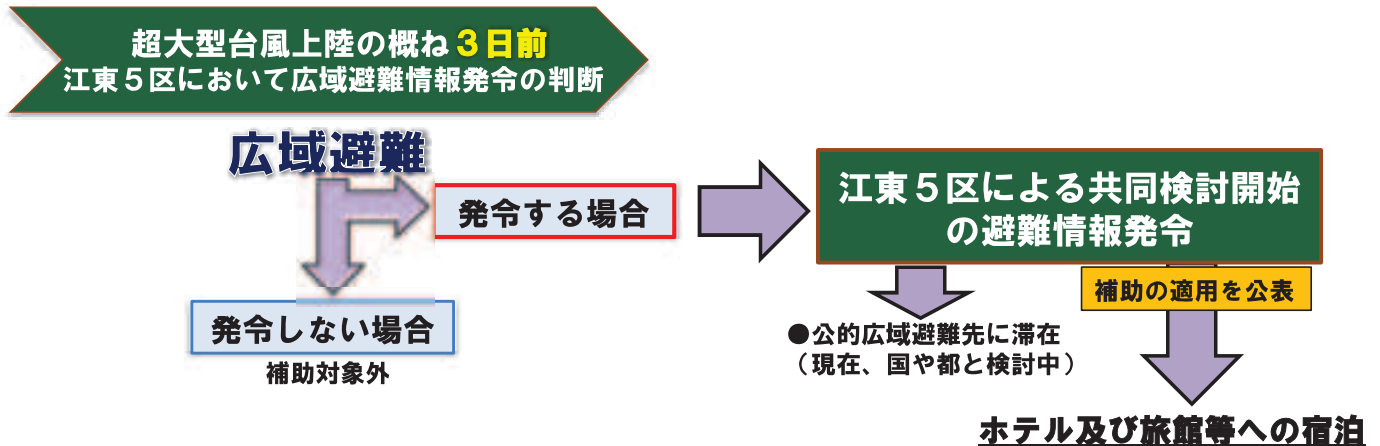 超大型台風上陸の概ね３日前
江東５区において広域避難情報発令の判断
広域避難
発令する場合
江東５区による共同検討開始
の避難情報発令
発令しない場合
補助対象外
補助の適用を公表
●公的広域避難先に滞在
（現在、国や都と検討中）
ホテル及び旅館等への宿泊